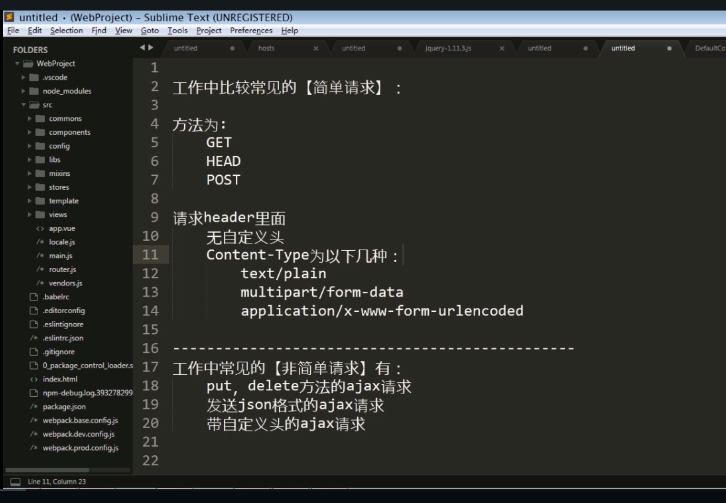 untitled • (WebProject) - Sublime Text (UNREGISTERED)
File Edit Selection Find View Goto Tools Project Preferences Help
FOLDERS
WebProject
.vscode
node_modules
src
commons
components
config
libs
mixins
stores
template
views
app.vue
locale.js
main.js
router.js
vendors.js
.babelrc
.editorconfig
.eslintignore
.eslintrc.json
.gitignore
0_package_control_loader.s
index.html
npm-debug.log.393278299
package.json
webpack.base.config.js
webpack.dev.config.js
webpack.prod.config.js
untitled hosts untitled jquery-1.11.3.js untitled untitled DefaultCo
1
2 工作中比较常见的【简单请求】:
3
4 方法为:
5 GET
6 HEAD
7 POST
8
9 请求header里面
10 无自定义头
11 Content-Type为以下几种:
12 text/plain
13 multipart/form-data
14 application/x-www-form-urlencoded
15
16 -----------------------------------------------
17 工作中常见的【非简单请求】有:
18 put, delete方法的ajax请求
19 发送json格式的ajax请求
20 带自定义头的ajax请求
21
22
Line 11, Column 23